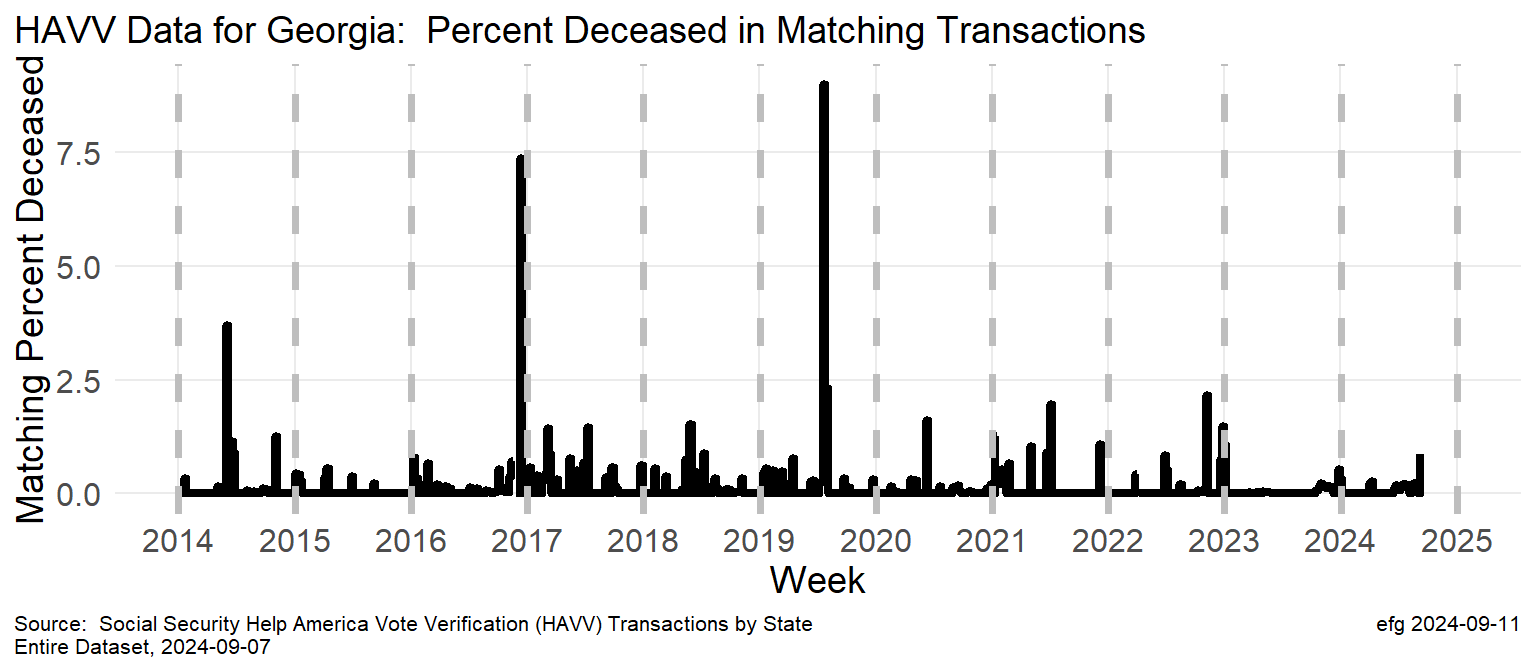 HAVV Data for Georgia:  Percent Deceased in Matching Transactions
Matching Percent Deceased
7.5
5.0
2.5
0.0
2014 2015 2016 2017 2018 2019 2020 2021 2022 2023 2024 2025
Week
Source:  Social Security Help America Vote Verification (HAVV) Transactions by State
Entire Dataset, 2024-09-07
efg 2024-09-11